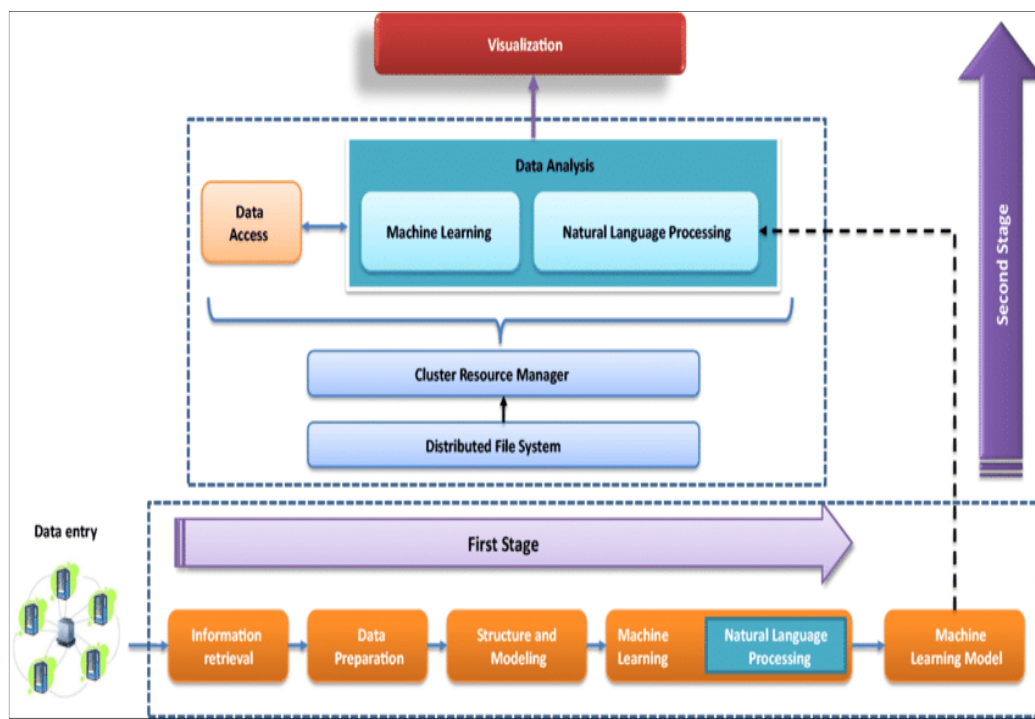 Visualization
Data Analysis
Data
Access
Machine Learning
Natural Language Processing
Cluster Resource Manager
Distributed File System
Second Stage
Data entry
First Stage
Information
retrieval
Data
Preparation
Structure and
Modeling
Machine
Learning
Natural Language
Processing
Machine
Learning Model